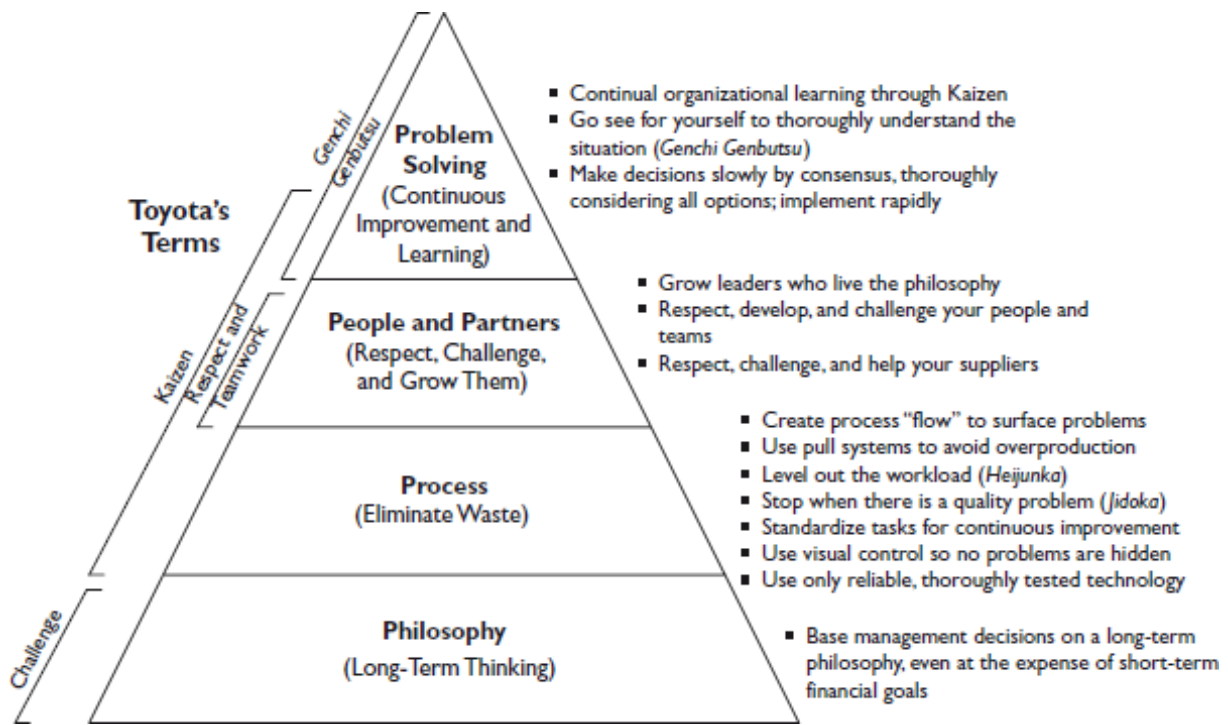 Toyota's
Terms
Genchi
Genbutsu
Kaizen
Respect and
Teamwork
Challenge
Problem
Solving
(Continuous
Improvement and
Learning)
■ Continual organizational learning through Kaizen
■ Go see for yourself to thoroughly understand the
situation (Genchi Genbutsu)
■ Make decisions slowly by consensus, thoroughly
considering all options; implement rapidly
People and Partners
(Respect, Challenge,
and Grow Them)
■ Grow leaders who live the philosophy
■ Respect, develop, and challenge your people and
teams
■ Respect, challenge, and help your suppliers
Process
(Eliminate Waste)
■ Create process “flow” to surface problems
■ Use pull systems to avoid overproduction
■ Level out the workload (Heijunka)
■ Stop when there is a quality problem (Jidoka)
■ Standardize tasks for continuous improvement
■ Use visual control so no problems are hidden
■ Use only reliable, thoroughly tested technology
Philosophy
(Long-Term Thinking)
■ Base management decisions on a long-term
philosophy, even at the expense of short-term
financial goals